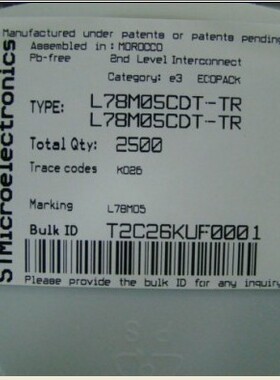 Manufactured under patents or patents pending
Assembled in: MOROCCO
Pb-free 2nd Level Interconnect
Category: e3 ECOPACK
TYPE: L78M05CDT-TR
L78M05CDT-TR
Total Qty: 2500
Trace codes K026
Marking L78M05
Bulk ID T2C26KUF0001
Please provide the bulk ID for any inquiry
STMicroelectronics